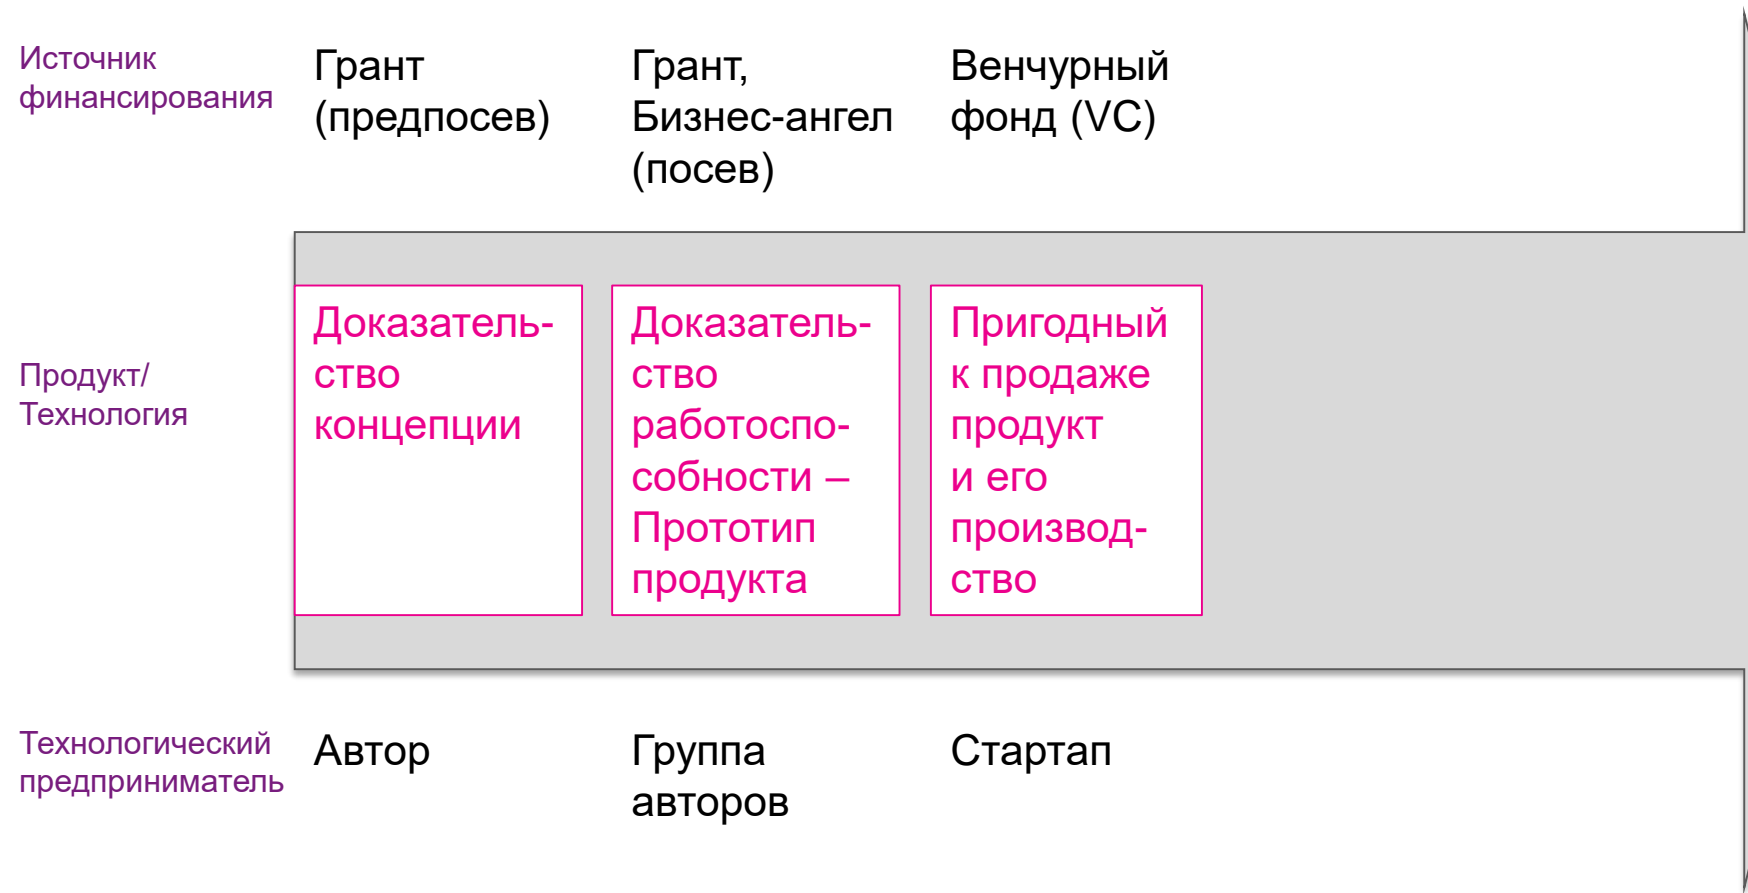 Источник
финансирования
Грант
(предпосев)
Грант,
Бизнес-ангел
(посев)
Венчурный
фонд (VC)
Продукт/
Технология
Доказатель-
ство
концепции
Доказатель-
ство
работоспо-
собности –
Прототип
продукта
Пригодный
к продаже
продукт
и его
производ-
ство
Технологический
предприниматель
Автор
Группа
авторов
Стартап